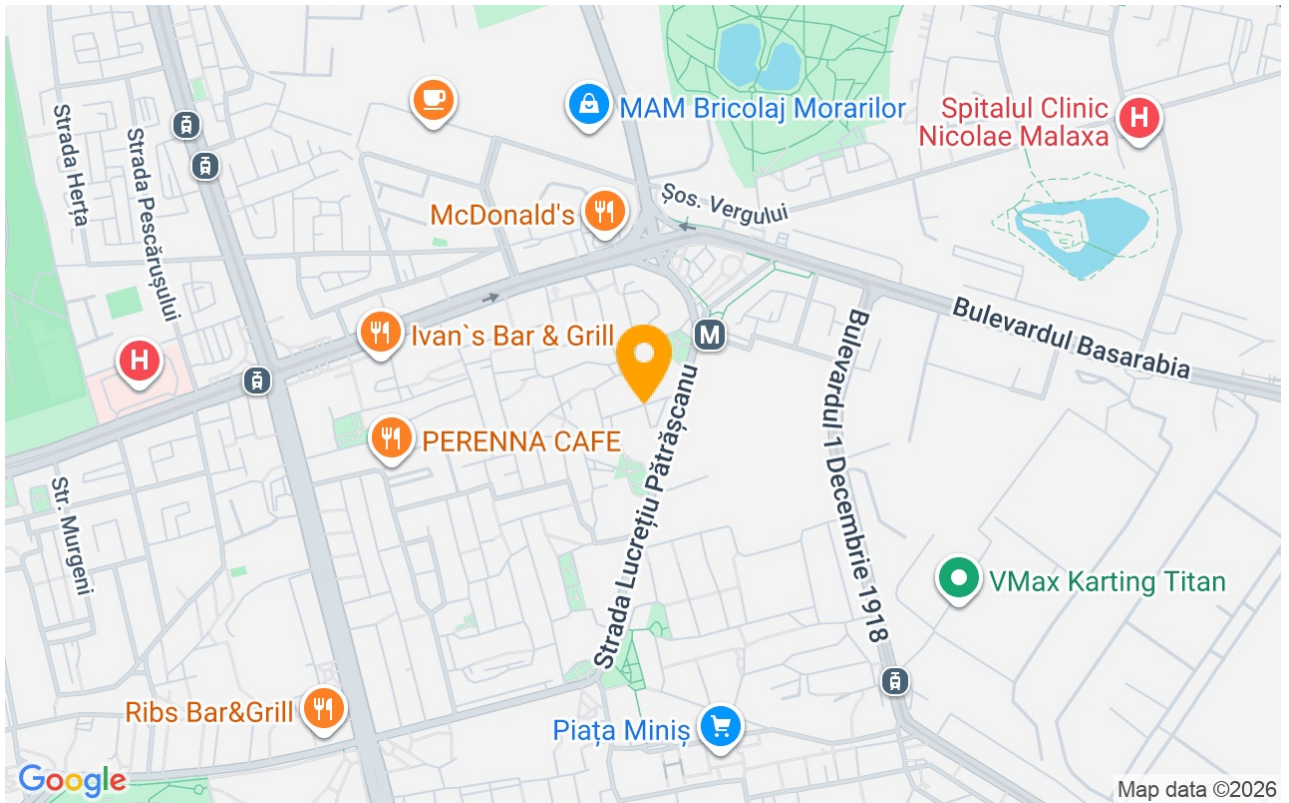 MAM Bricolaj Morarilor
Spitalul Clinic
Nicolae Malaxa
H
Strada Herța
Strada Pescărușului
McDonald's
Șos. Vergului
Ivan`s Bar & Grill
M
Bulevardul Basarabia
H
Bulevardul 1 Decembrie 1918
PERENNA CAFE
Strada Lucrețiu Pătrășcanu
Str. Murgeni
VMax Karting Titan
Ribs Bar&Grill
Piața Miniș
Google
Map data ©2026